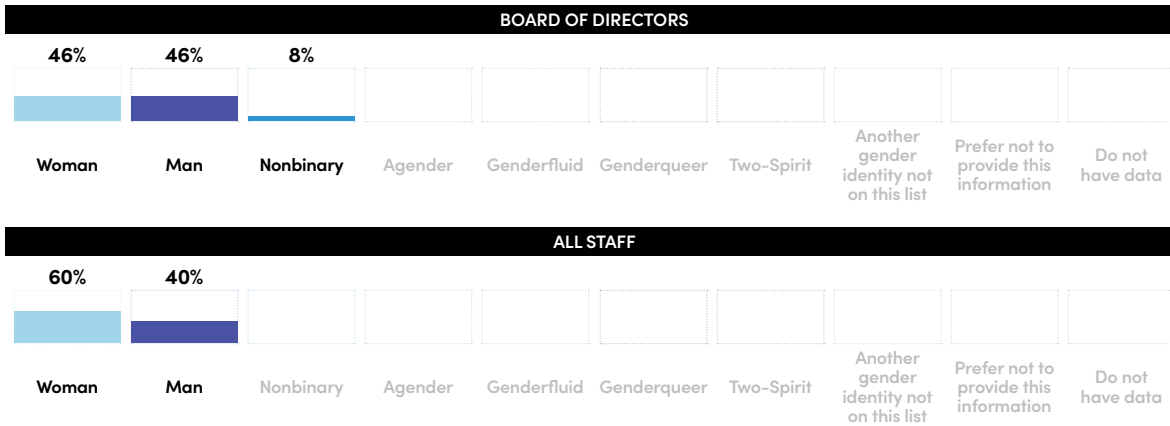 BOARD OF DIRECTORS
46% 46% 8%
Woman Man Nonbinary Agender Genderfluid Genderqueer Two-Spirit
Another
gender
identity not
on this list
Prefer not to
provide this
information
Do not
have data
ALL STAFF
60% 40%
Woman Man Nonbinary Agender Genderfluid Genderqueer Two-Spirit
Another
gender
identity not
on this list
Prefer not to
provide this
information
Do not
have data